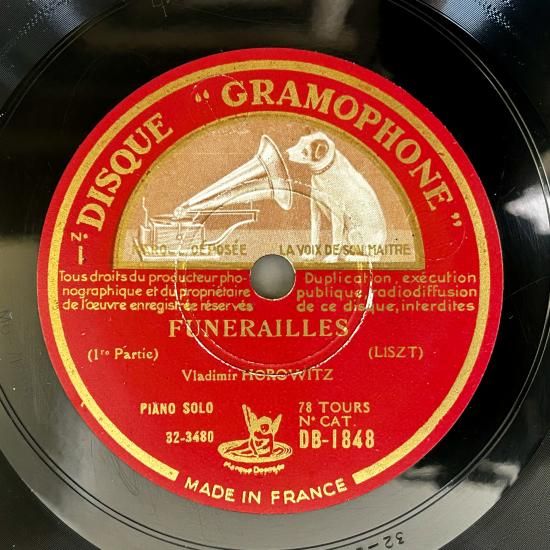 DISQUE "GRAMOPHONE"
DÉPOSÉE LA VOIX DE SON MAITRE
Tous droits du producteur pho-
nographique et du propriétaire
de l'œuvre enregistrée réservés
Duplication, exécution
publique, radiodiffusion
de ce disque, interdites
FUNERAILLES
(1re Partie) (LISZT)
Vladimir HOROWITZ
PIANO SOLO
32-3480
78 TOURS
N° CAT.
DB-1848
Marque Déposée
MADE IN FRANCE